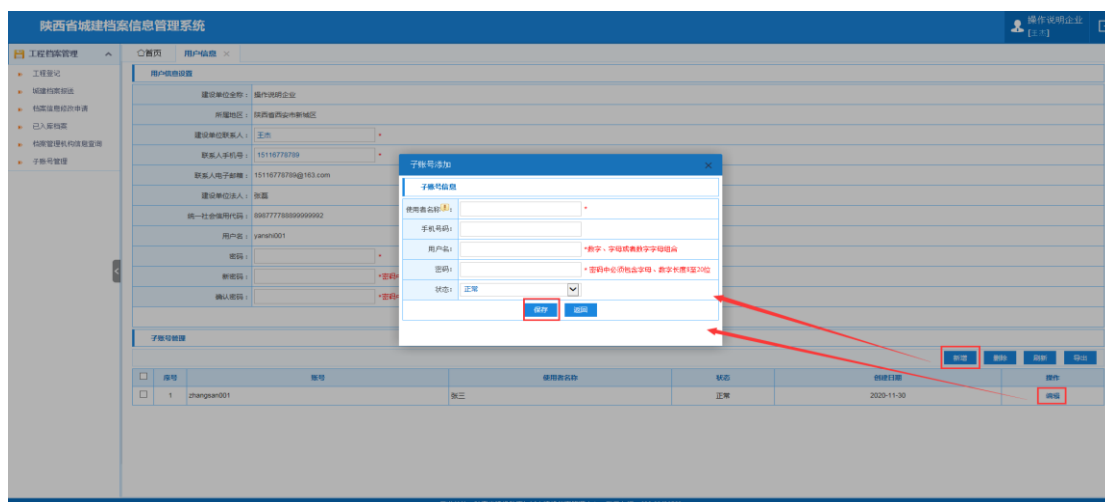 陕西省城建档案信息管理系统
操作说明企业
[王杰]
工程档案管理
首页 用户信息 ×
工程登记
城建档案报送
档案信息修改申请
已入库档案
档案管理机构信息查询
子账号管理
用户信息设置
建设单位全称: 操作说明企业
所属地区: 陕西省西安市新城区
建设单位联系人: *
联系人手机号: 15116778789 *
联系人电子邮箱: 15116778789@163.com
建设单位法人: 张磊
统一社会信用代码:
用户名: yanshi001
密码: *
新密码: *密码
确认密码: *密码
子账号添加 ×
子账号信息
使用者名称: *
手机号码:
用户名: *数字、字母或者数字字母组合
密码: * 密码中必须包含字母、数字长度8至20位
状态: 正常
保存 返回
子账号管理
新增 删除 刷新 导出
序号 账号 使用者名称 状态 创建日期 操作
1 zhangsan001 张三 正常 2020-11-30 编辑